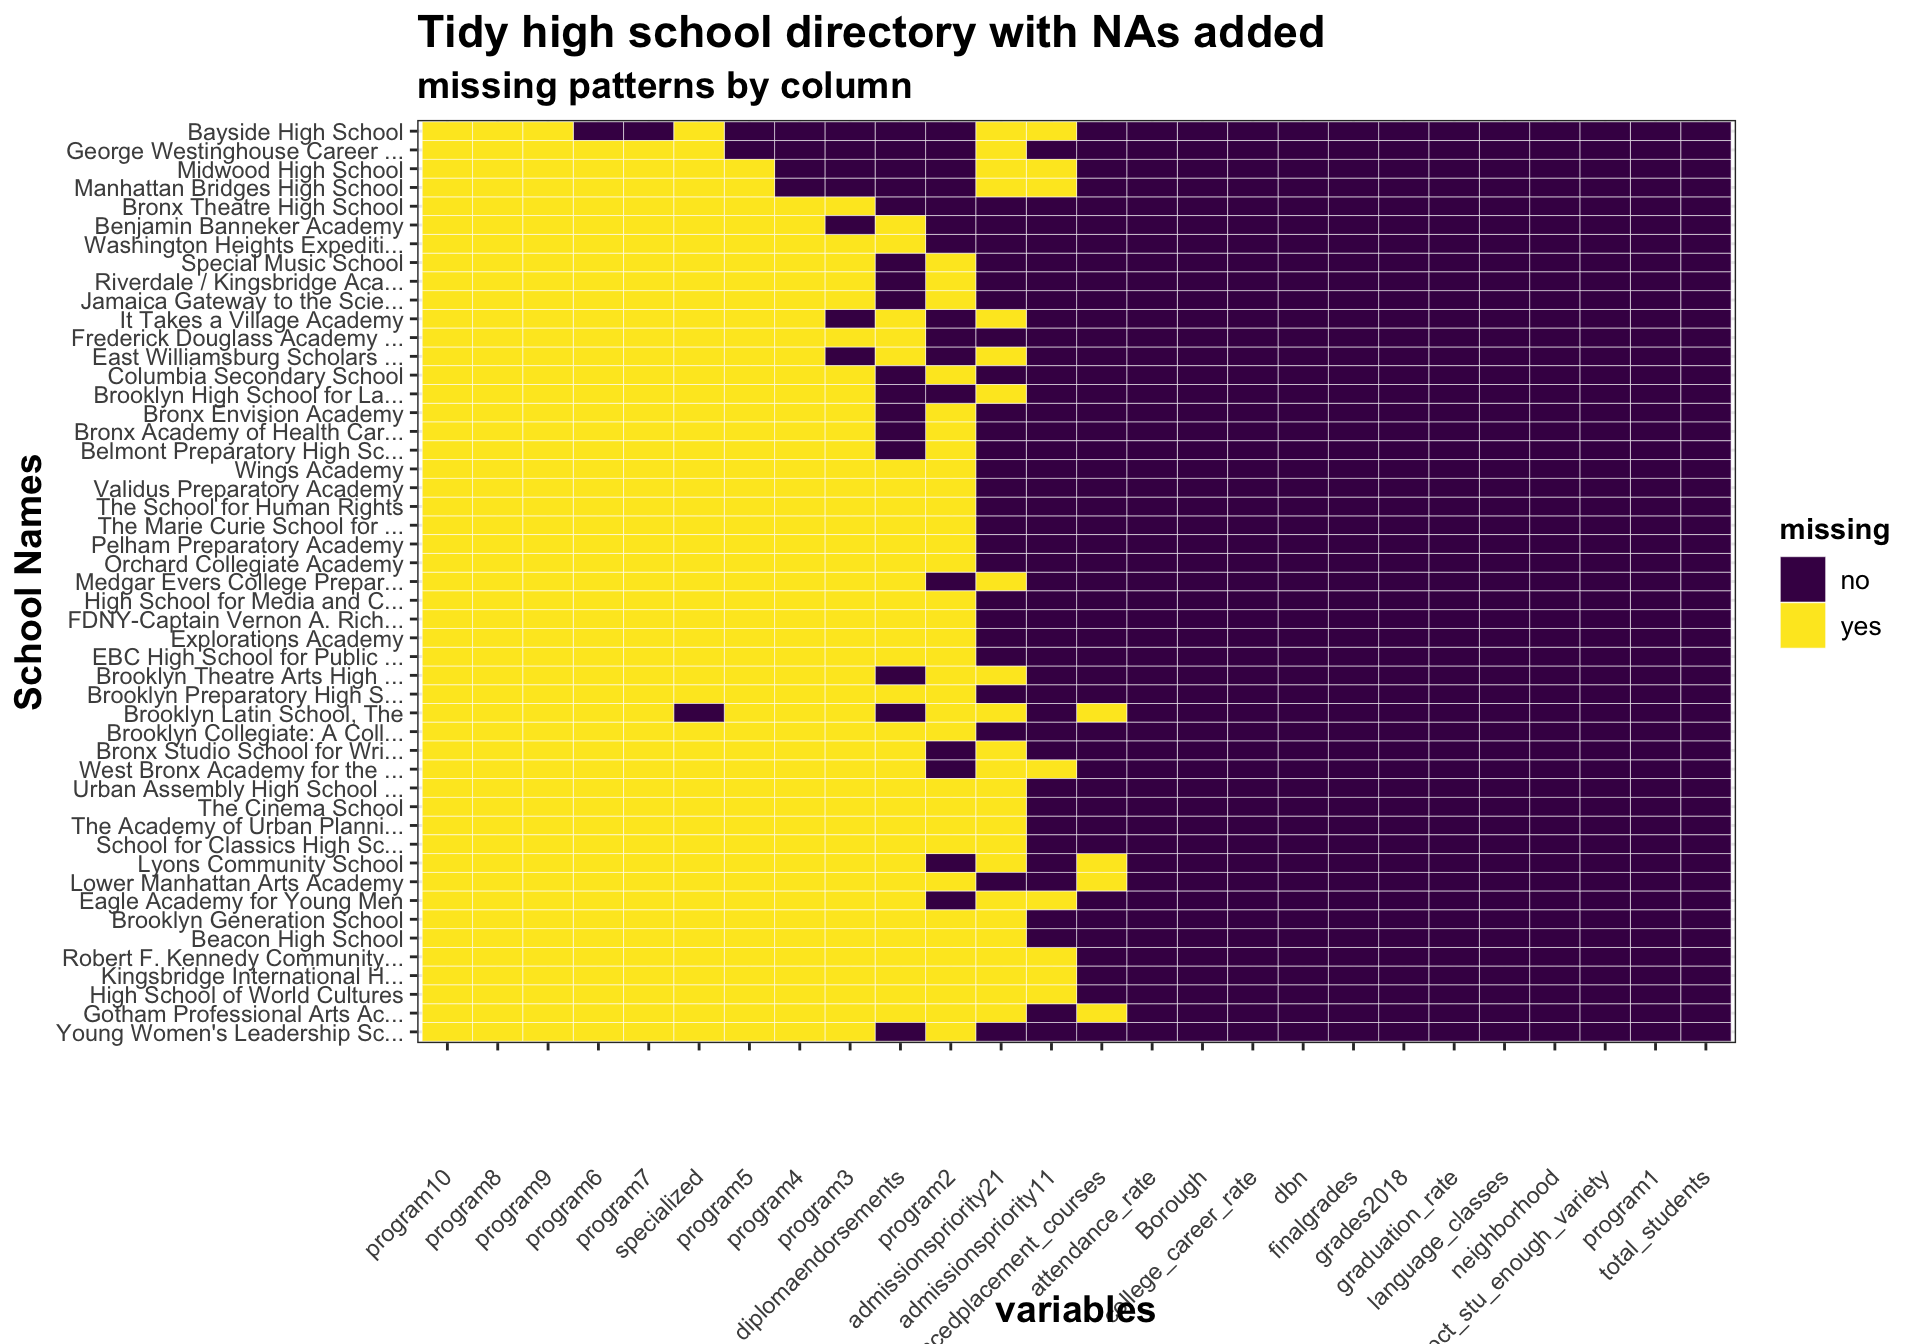 Tidy high school directory with NAs added
missing patterns by column
School Names
Bayside High School
George Westinghouse Career ...
Midwood High School
Manhattan Bridges High School
Bronx Theatre High School
Benjamin Banneker Academy
Washington Heights Expediti...
Special Music School
Riverdale / Kingsbridge Aca...
Jamaica Gateway to the Scie...
It Takes a Village Academy
Frederick Douglass Academy ...
East Williamsburg Scholars ...
Columbia Secondary School
Brooklyn High School for La...
Bronx Envision Academy
Bronx Academy of Health Car...
Belmont Preparatory High Sc...
Wings Academy
Validus Preparatory Academy
The School for Human Rights
The Marie Curie School for ...
Pelham Preparatory Academy
Orchard Collegiate Academy
Medgar Evers College Prepar...
High School for Media and C...
FDNY-Captain Vernon A. Rich...
Explorations Academy
EBC High School for Public ...
Brooklyn Theatre Arts High ...
Brooklyn Preparatory High S...
Brooklyn Latin School, The
Brooklyn Collegiate: A Coll...
Bronx Studio School for Wri...
West Bronx Academy for the ...
Urban Assembly High School ...
The Cinema School
The Academy of Urban Planni...
School for Classics High Sc...
Lyons Community School
Lower Manhattan Arts Academy
Eagle Academy for Young Men
Brooklyn Generation School
Beacon High School
Robert F. Kennedy Community...
Kingsbridge International H...
High School of World Cultures
Gotham Professional Arts Ac...
Young Women's Leadership Sc...
missing
no
yes
program10
program8
program9
program6
program7
specialized
program5
program4
program3
diplomaendorsements
program2
admissionspriority21
admissionspriority11
cedplacement_courses
attendance_rate
Borough
college_career_rate
dbn
finalgrades
grades2018
graduation_rate
language_classes
neighborhood
pct_stu_enough_variety
program1
total_students
variables